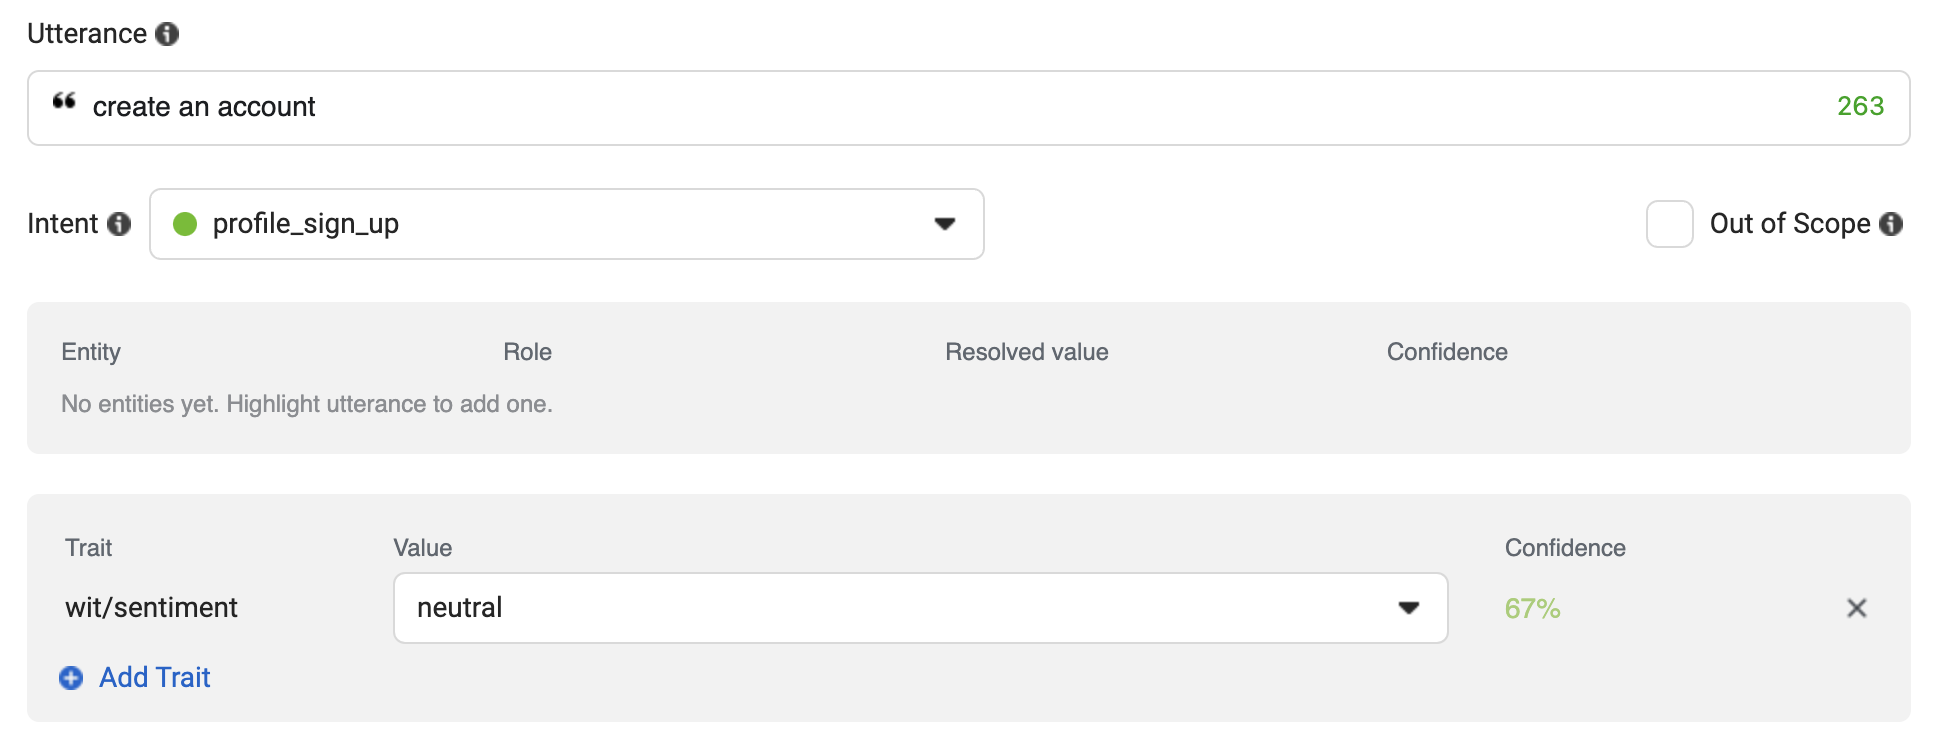 Utterance
“ create an account 263
Intent profile_sign_up Out of Scope
Entity Role Resolved value Confidence
No entities yet. Highlight utterance to add one.
Trait Value Confidence
wit/sentiment neutral 67%
Add Trait